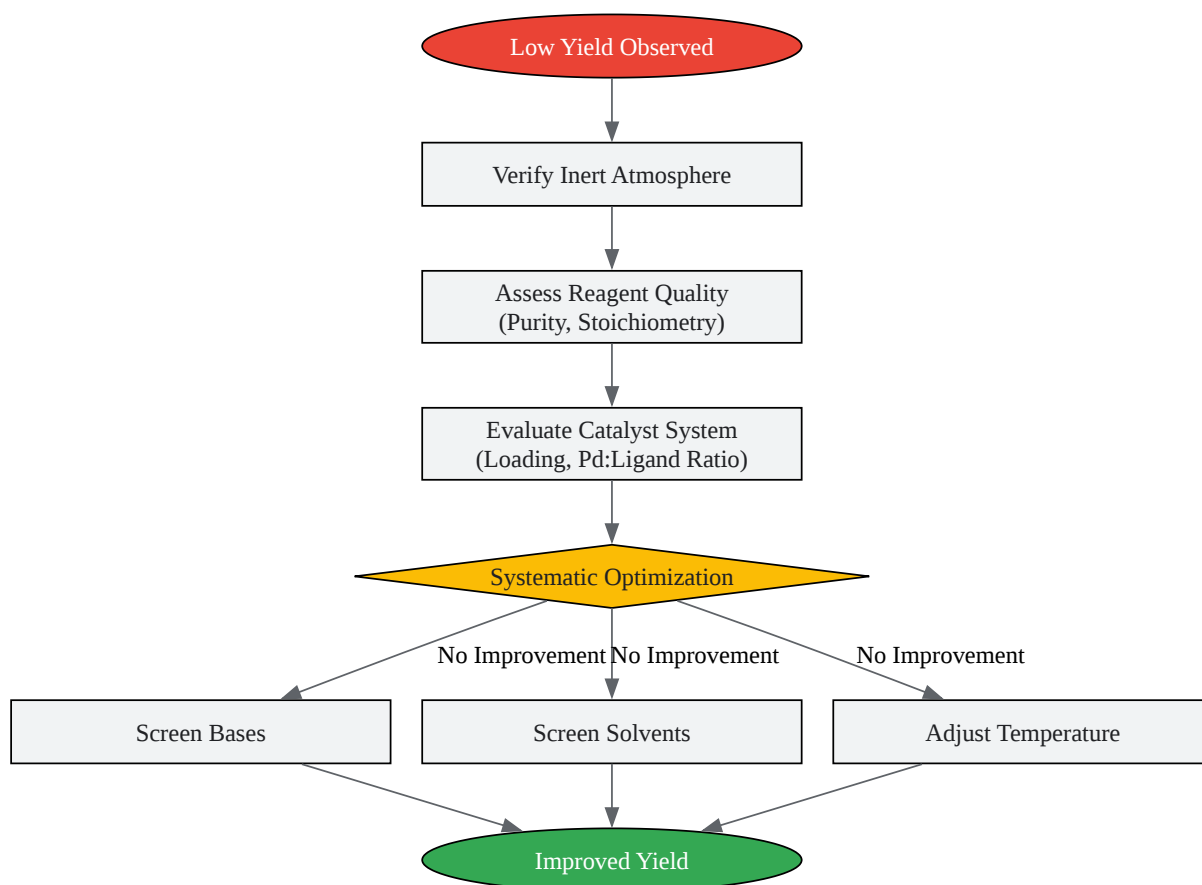 Low Yield Observed
Verify Inert Atmosphere
Assess Reagent Quality
(Purity, Stoichiometry)
Evaluate Catalyst System
(Loading, Pd:Ligand Ratio)
Systematic Optimization
No Improvement
No Improvement
No Improvement
Screen Bases
Screen Solvents
Adjust Temperature
Improved Yield